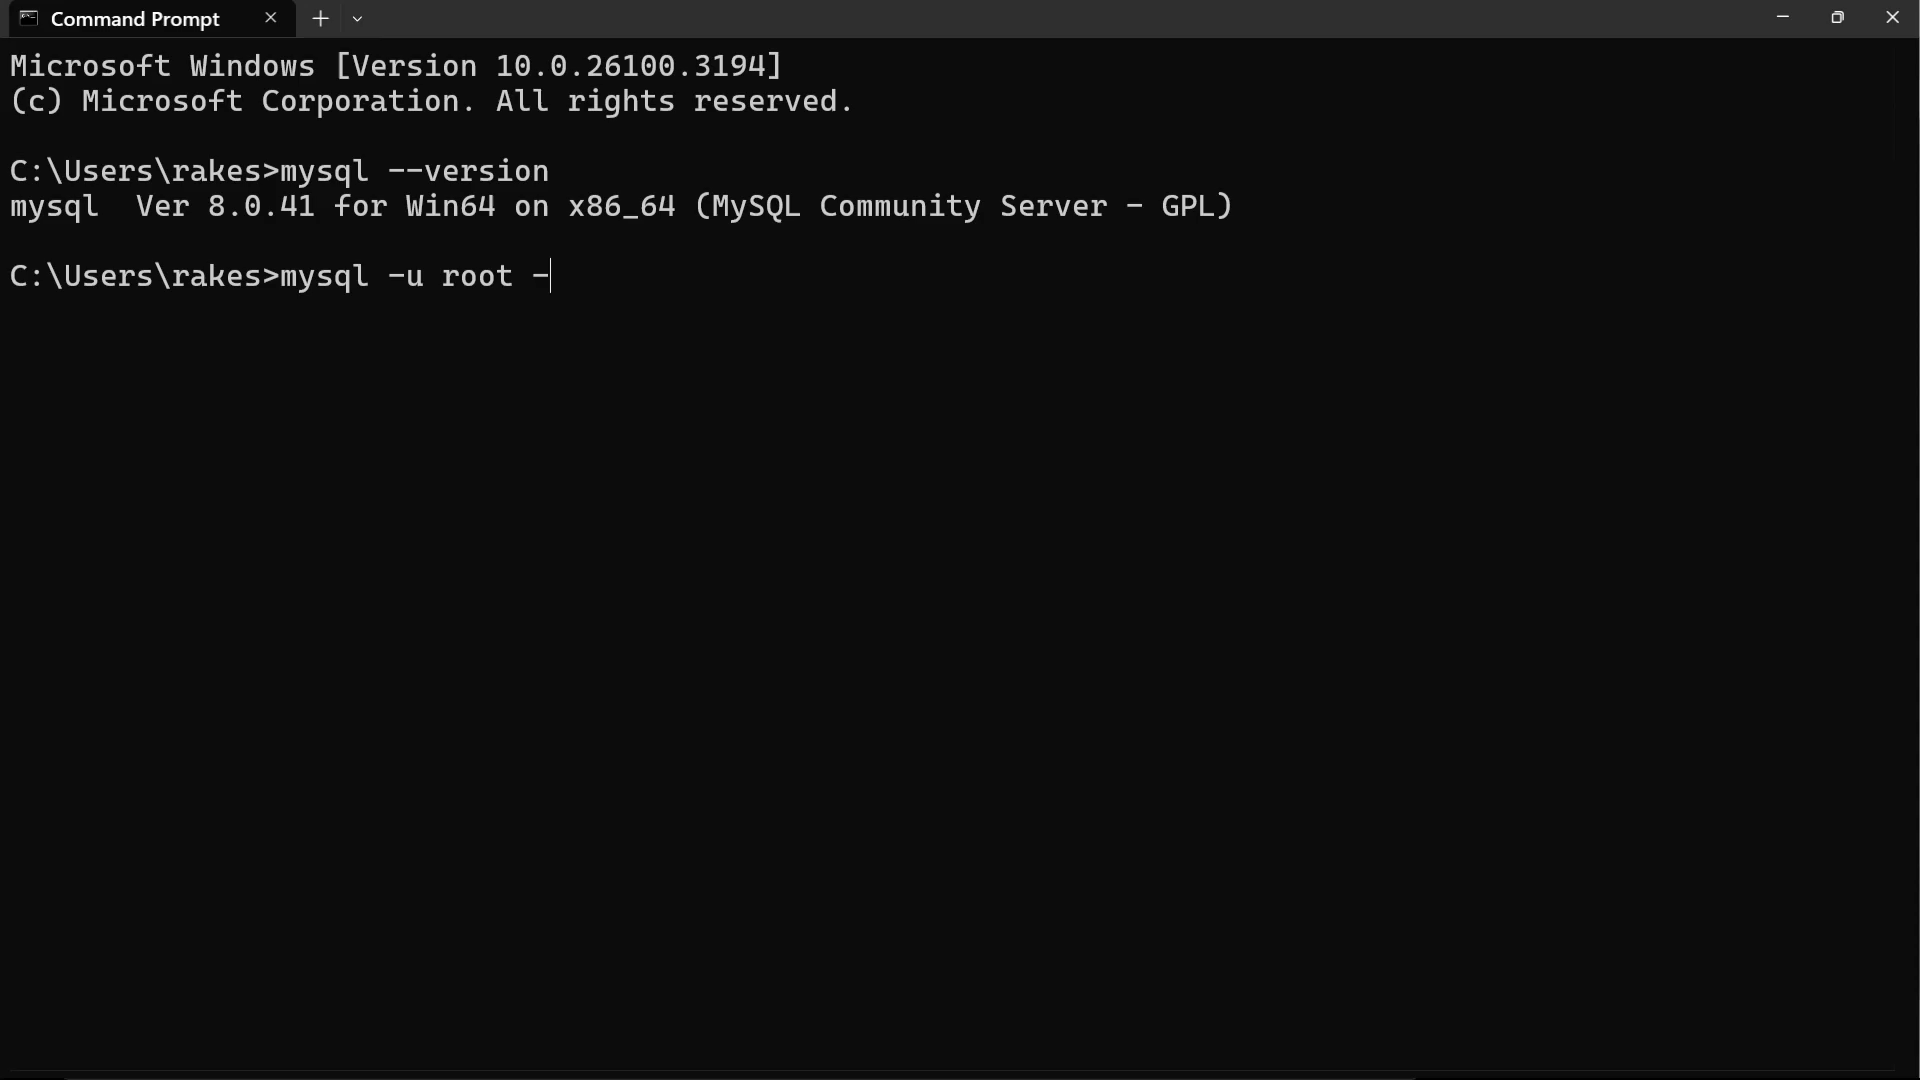 Command Prompt
Microsoft Windows [Version 10.0.26100.3194]
(c) Microsoft Corporation. All rights reserved.
C:\Users\rakes>mysql --version
mysql  Ver 8.0.41 for Win64 on x86_64 (MySQL Community Server - GPL)
C:\Users\rakes>mysql -u root -